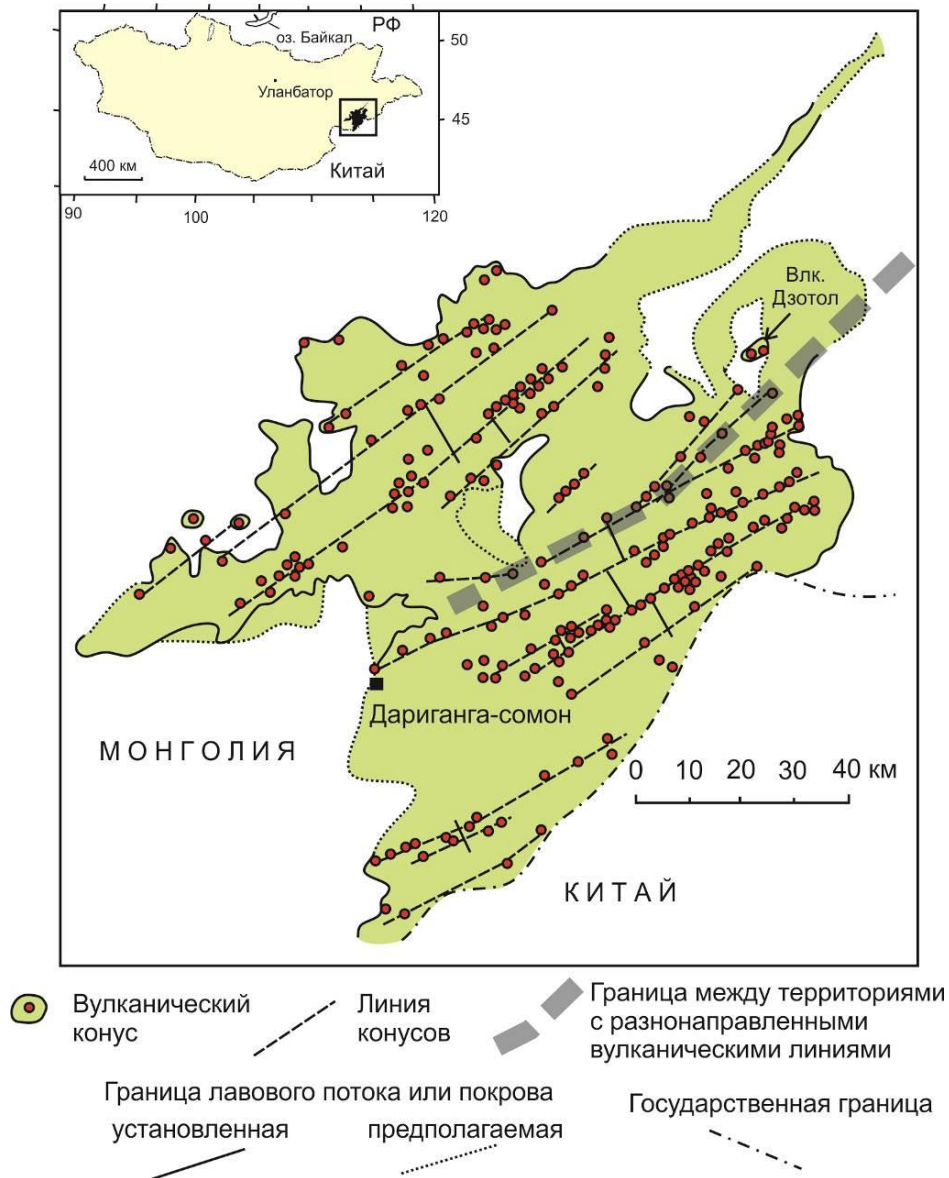 РФ
оз. Байкал
50
Уланбатор
45
Китай
400 км
90
100
120
Влк.
Дзотол
Дариганга-сомон
МОНГОЛИЯ
0 10 20 30 40 км
КИТАЙ
Вулканический
конус
Линия
конусов
Граница между территориями
с разнонаправленными
вулканическими линиями
Граница лавового потока или покрова
установленная предполагаемая
Государственная граница